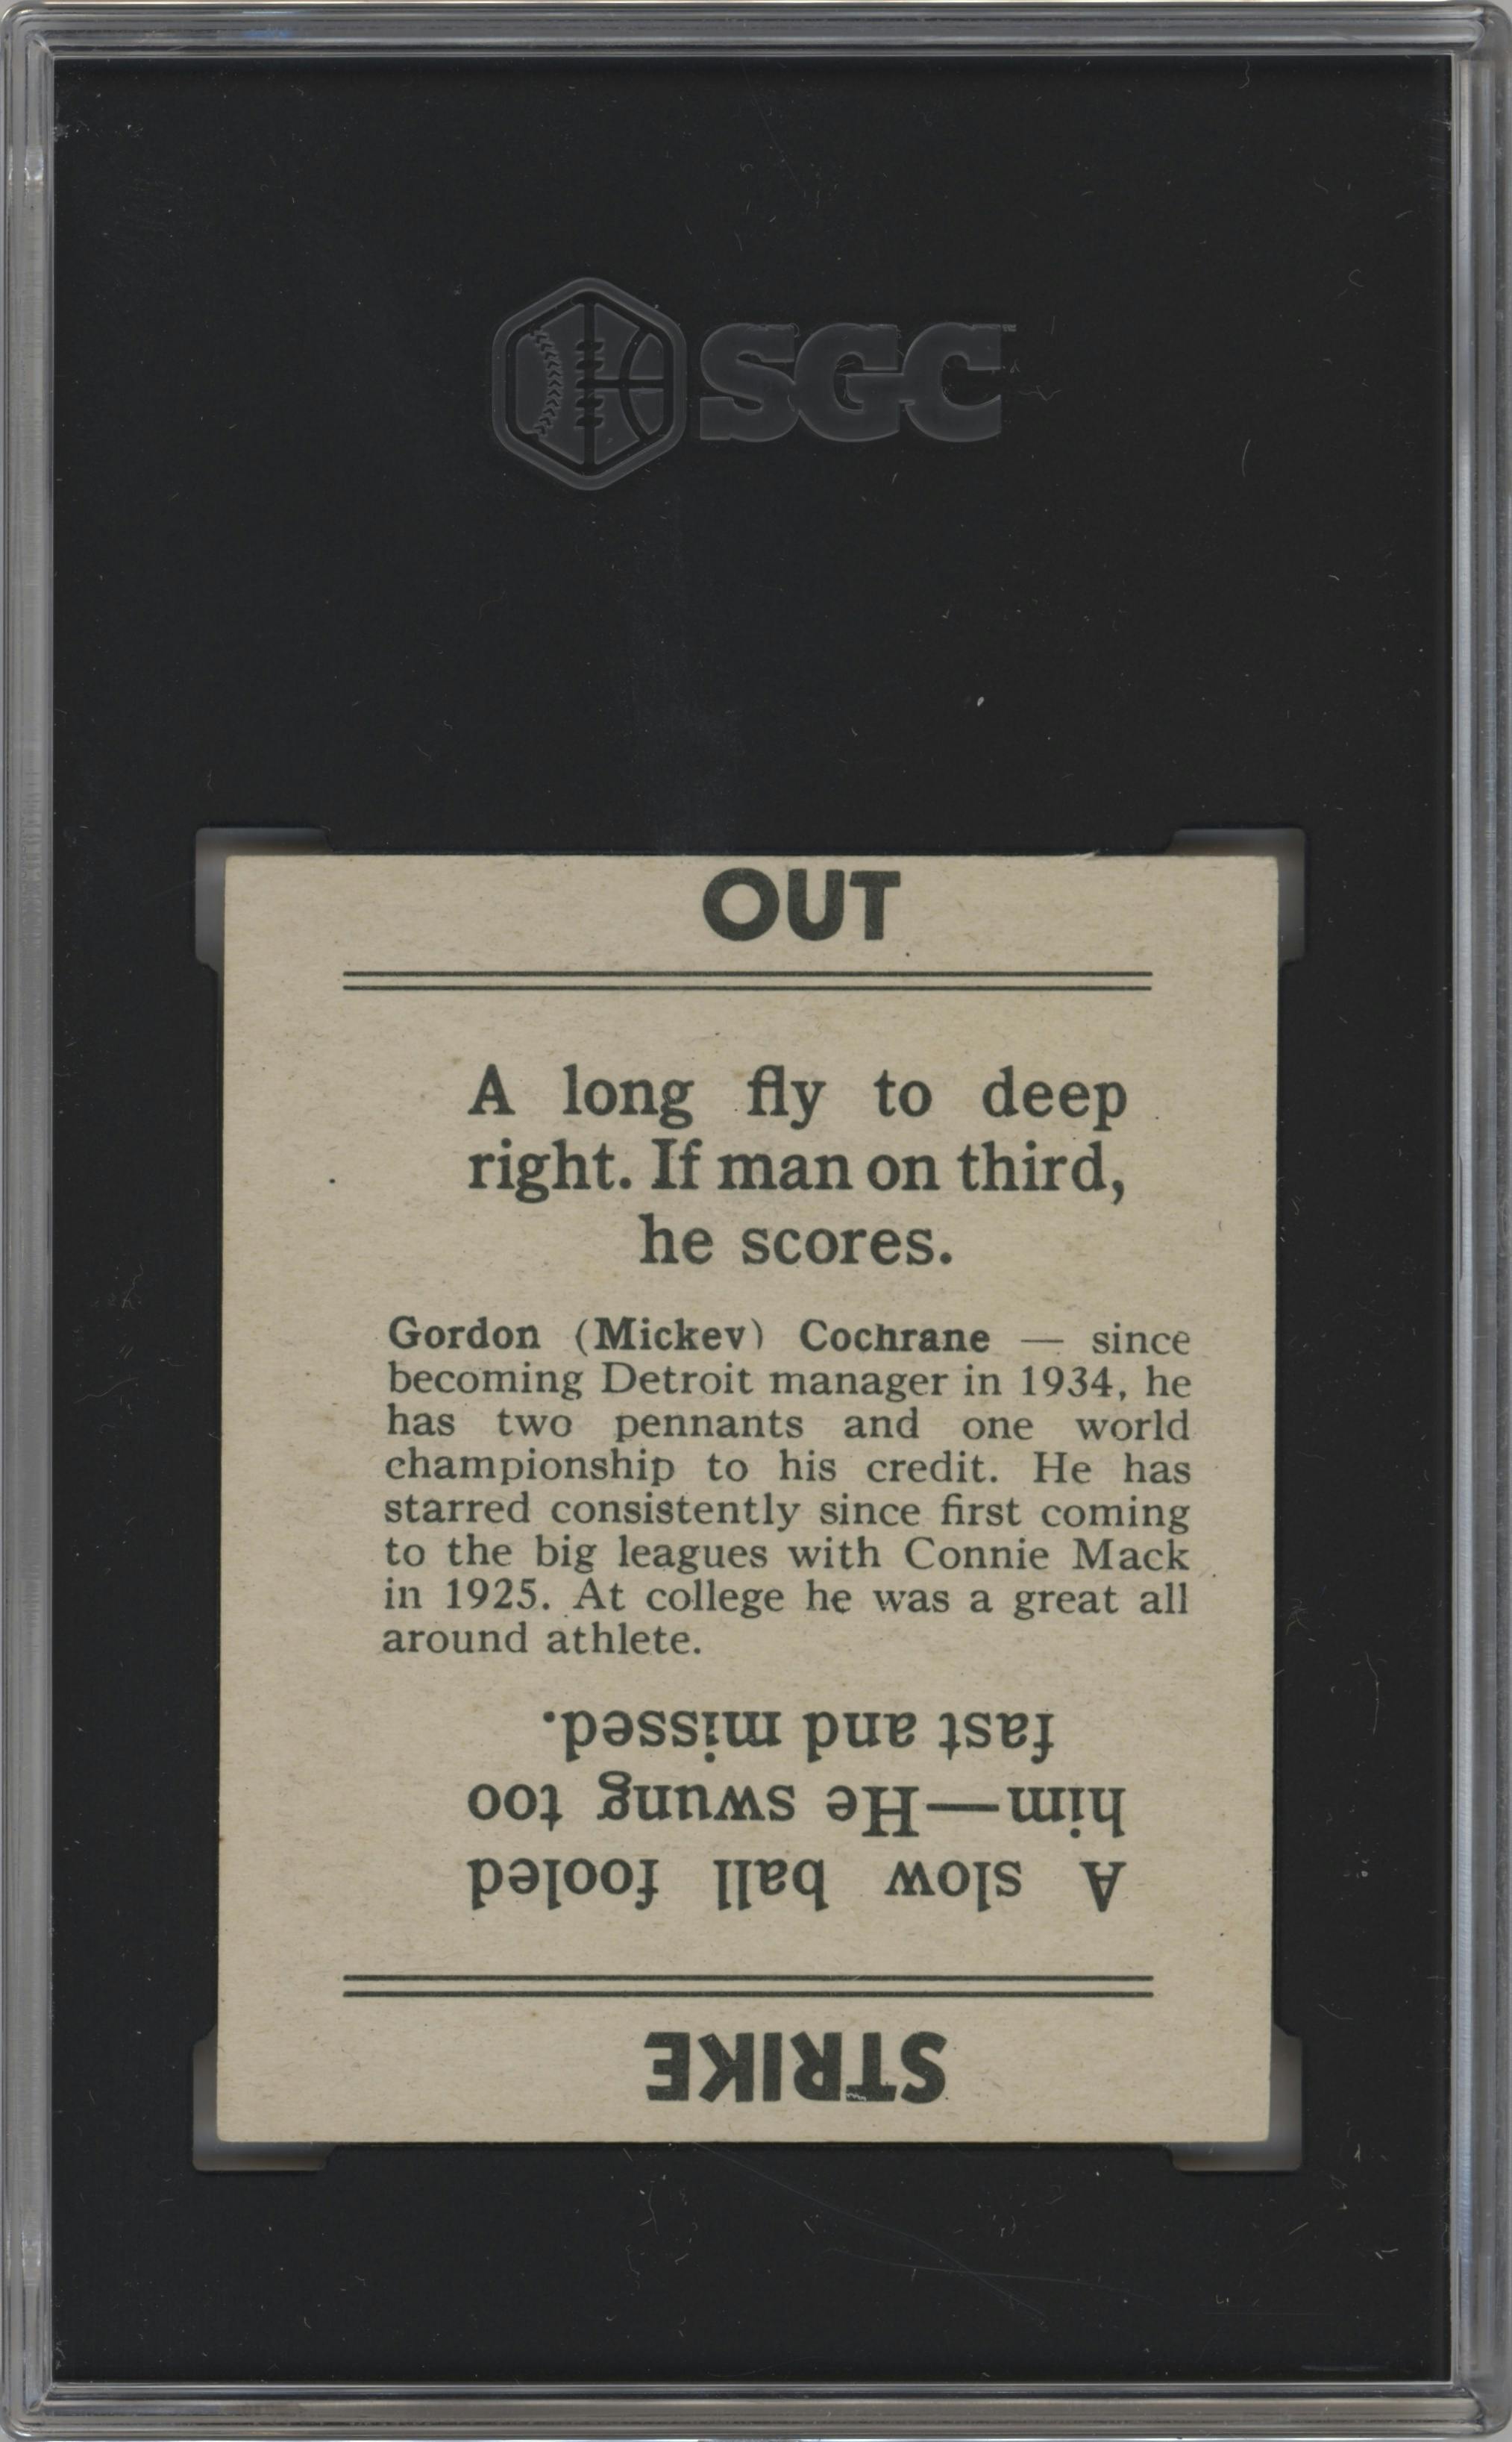 SGC
OUT
A long fly to deep
right. If man on third,
he scores.
Gordon (Mickev) Cochrane — since
becoming Detroit manager in 1934, he
has two pennants and one world
championship to his credit. He has
starred consistently since first coming
to the big leagues with Connie Mack
in 1925. At college he was a great all
around athlete.
STRIKE
A slow ball fooled
him—He swung too
fast and missed.